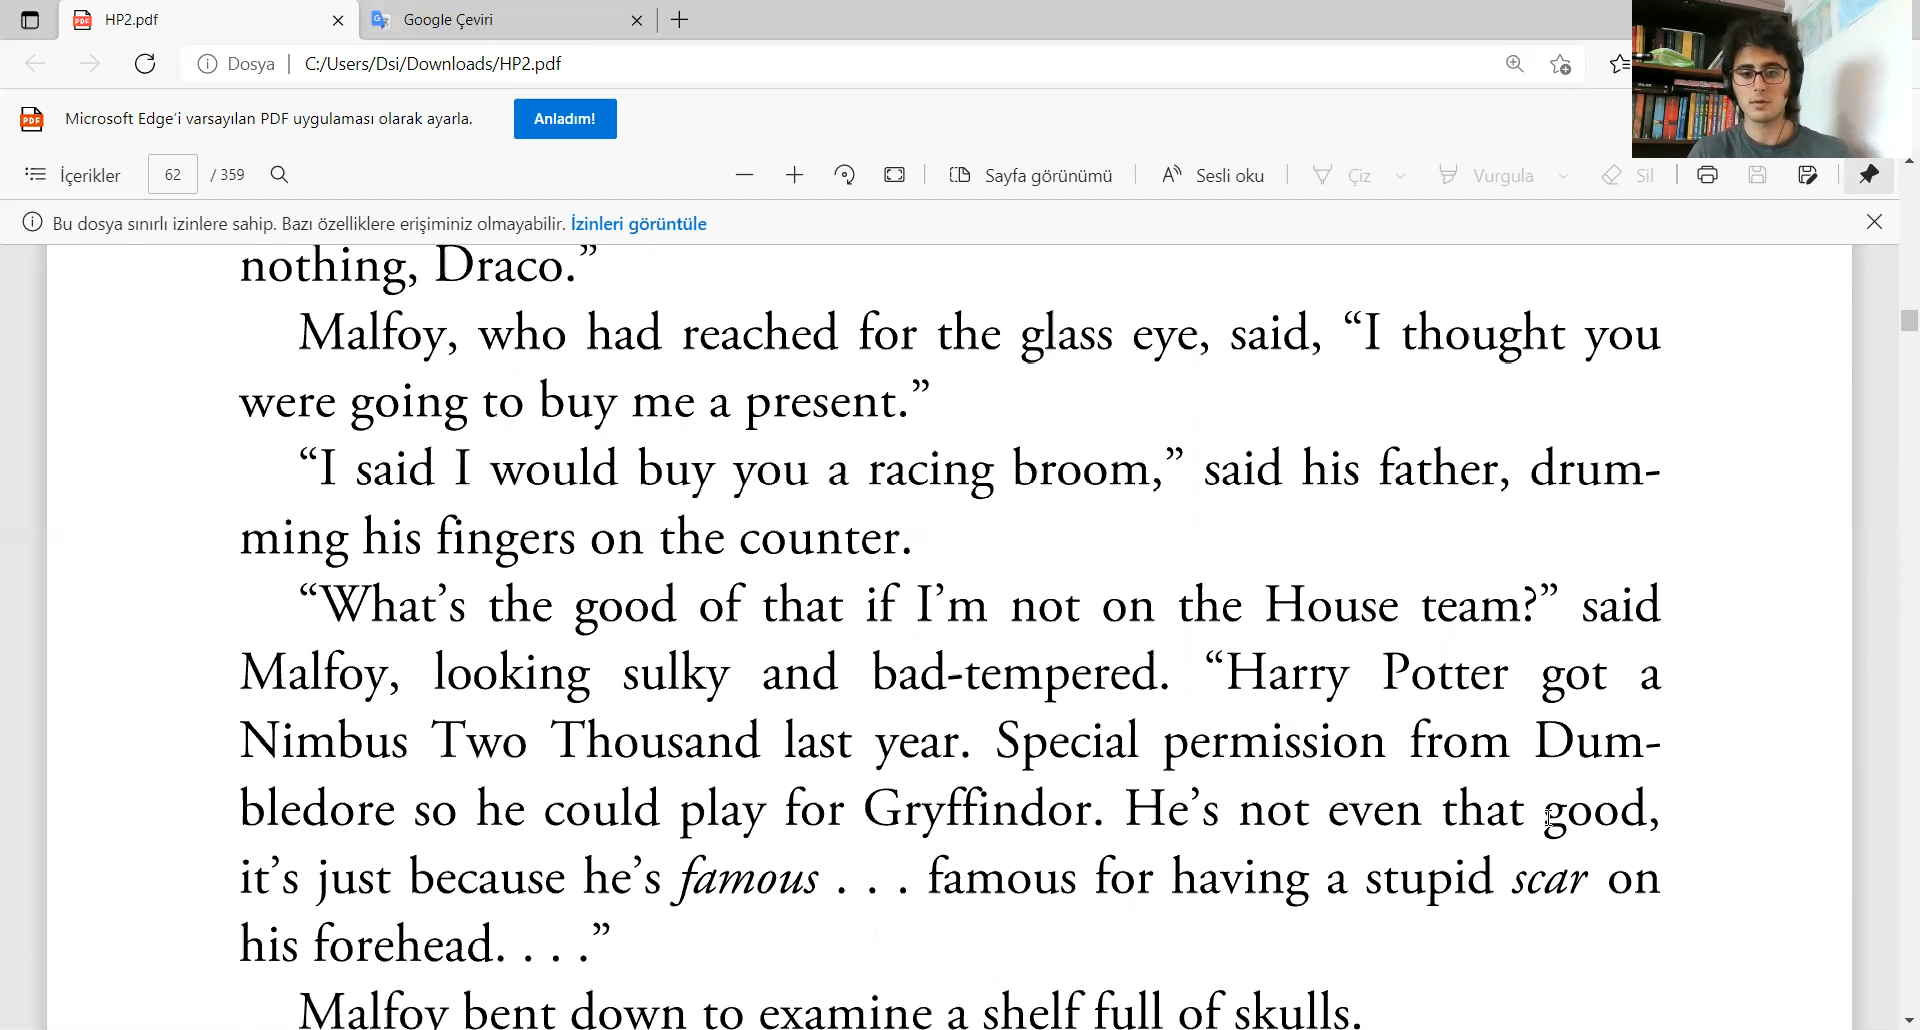 HP2.pdf
Google Çeviri
Dosya
C:/Users/Dsi/Downloads/HP2.pdf
PDF
Microsoft Edge'i varsayılan PDF uygulaması olarak ayarla.
Anladım!
İçerikler
62
/ 359
Sayfa görünümü
Sesli oku
Çiz
Vurgula
Sil
Bu dosya sınırlı izinlere sahip. Bazı özelliklere erişiminiz olmayabilir. İzinleri görüntüle
nothing, Draco.”
Malfoy, who had reached for the glass eye, said, “I thought you
were going to buy me a present.”
“I said I would buy you a racing broom,” said his father, drum-
ming his fingers on the counter.
“What’s the good of that if I’m not on the House team?” said
Malfoy, looking sulky and bad-tempered. “Harry Potter got a
Nimbus Two Thousand last year. Special permission from Dum-
bledore so he could play for Gryffindor. He’s not even that good,
it’s just because he’s famous . . . famous for having a stupid scar on
his forehead. . . .”
Malfoy bent down to examine a shelf full of skulls.